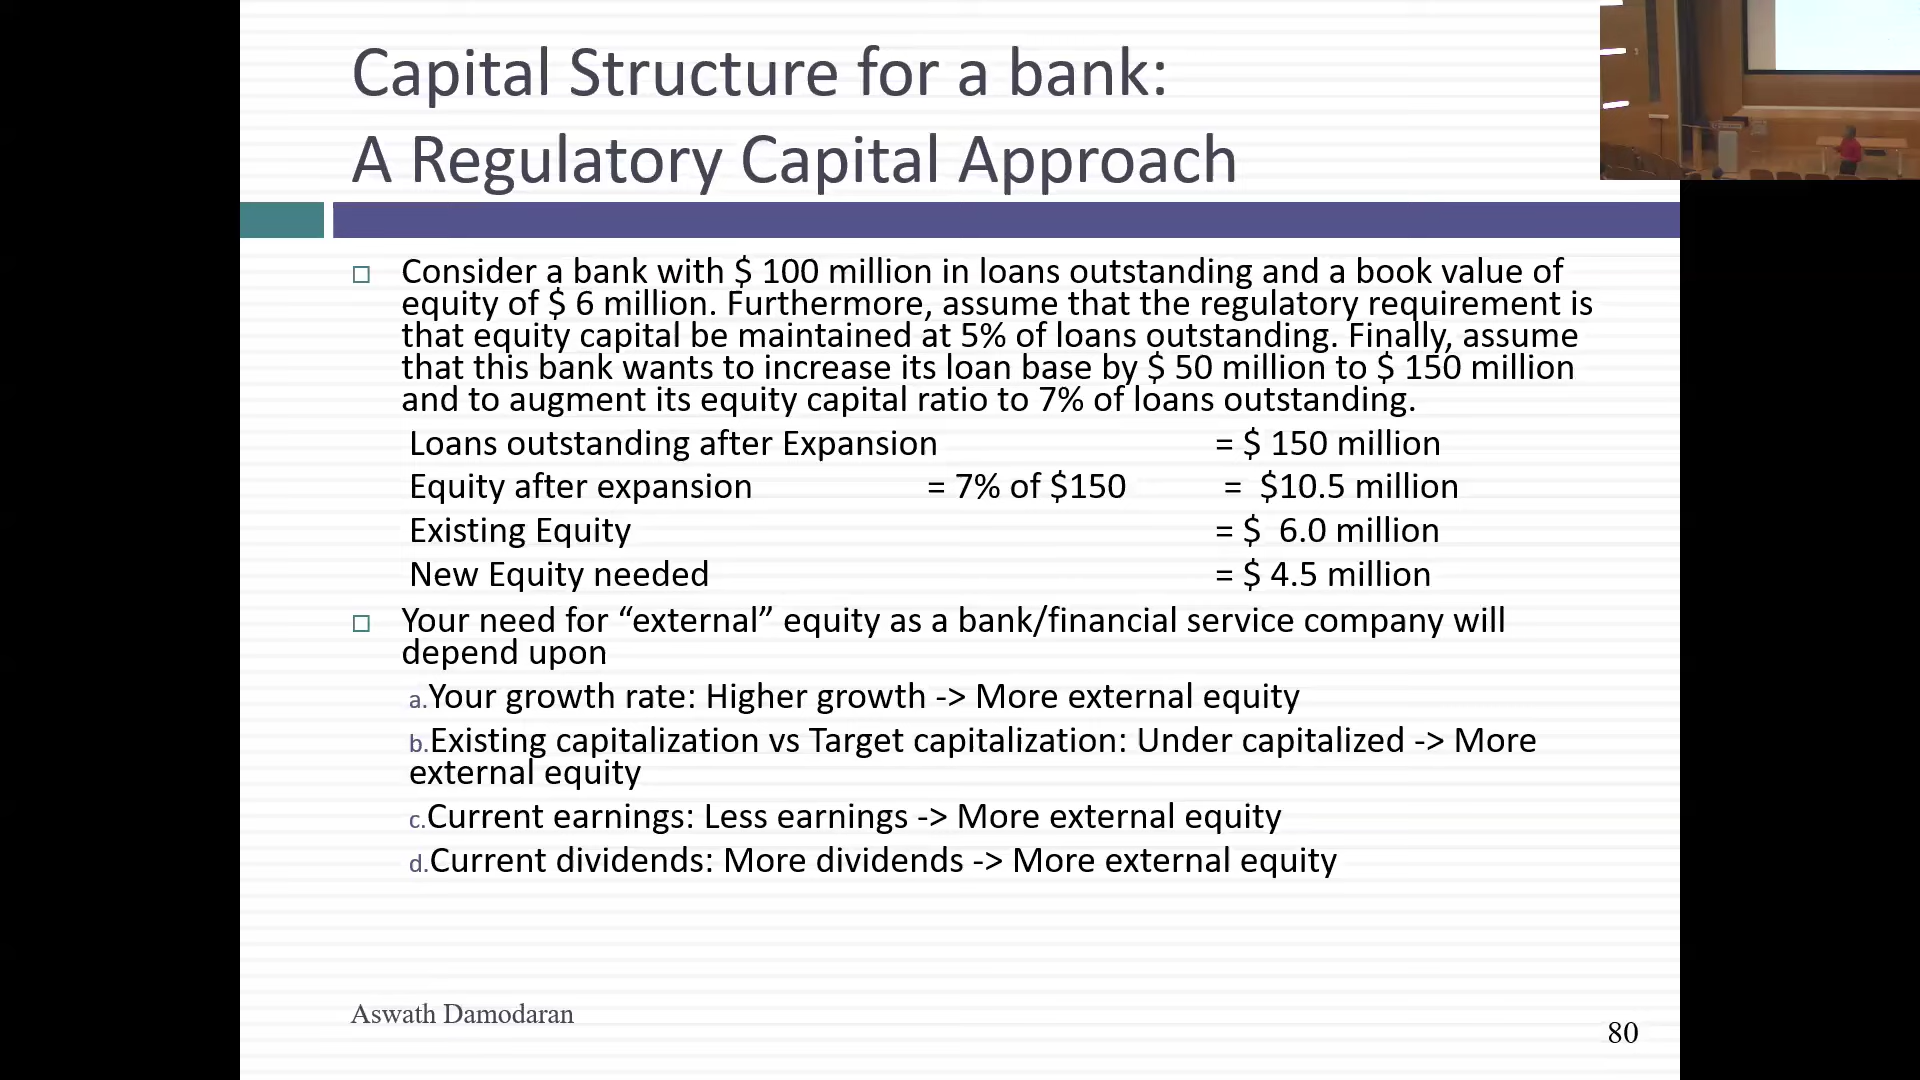 Capital Structure for a bank:
A Regulatory Capital Approach
Consider a bank with $ 100 million in loans outstanding and a book value of
equity of $ 6 million. Furthermore, assume that the regulatory requirement is
that equity capital be maintained at 5% of loans outstanding. Finally, assume
that this bank wants to increase its loan base by $ 50 million to $ 150 million
and to augment its equity capital ratio to 7% of loans outstanding.
Loans outstanding after Expansion = $ 150 million
Equity after expansion = 7% of $150 = $10.5 million
Existing Equity = $ 6.0 million
New Equity needed = $ 4.5 million
Your need for “external” equity as a bank/financial service company will
depend upon
a.Your growth rate: Higher growth -> More external equity
b.Existing capitalization vs Target capitalization: Under capitalized -> More
external equity
c.Current earnings: Less earnings -> More external equity
d.Current dividends: More dividends -> More external equity
Aswath Damodaran
80